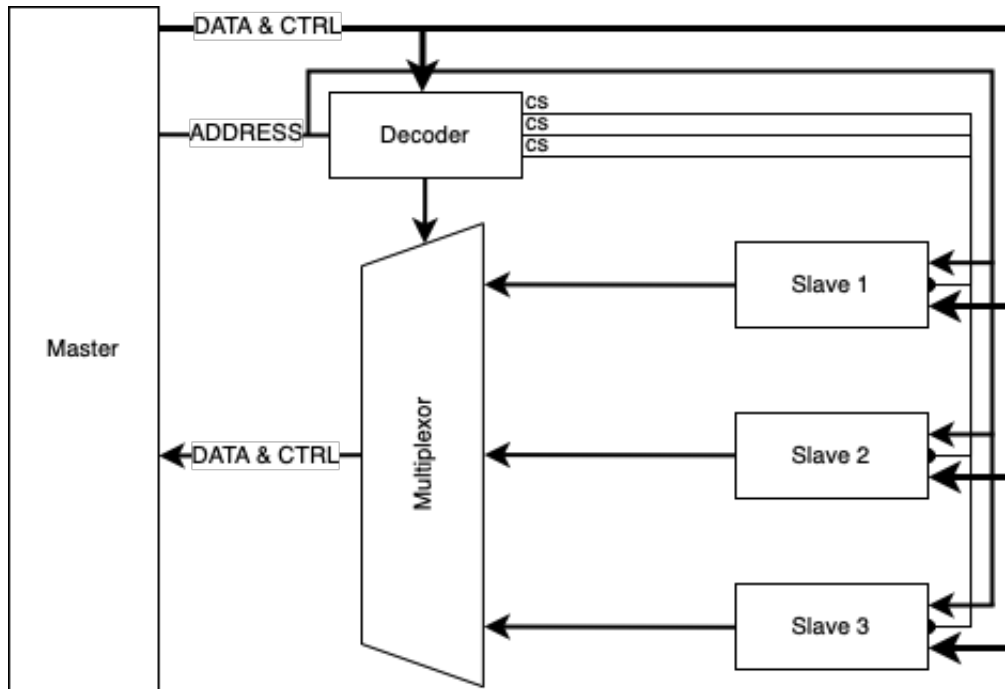 DATA & CTRL
ADDRESS
Decoder
CS
CS
CS
Slave 1
Master
Multiplexor
DATA & CTRL
Slave 2
Slave 3